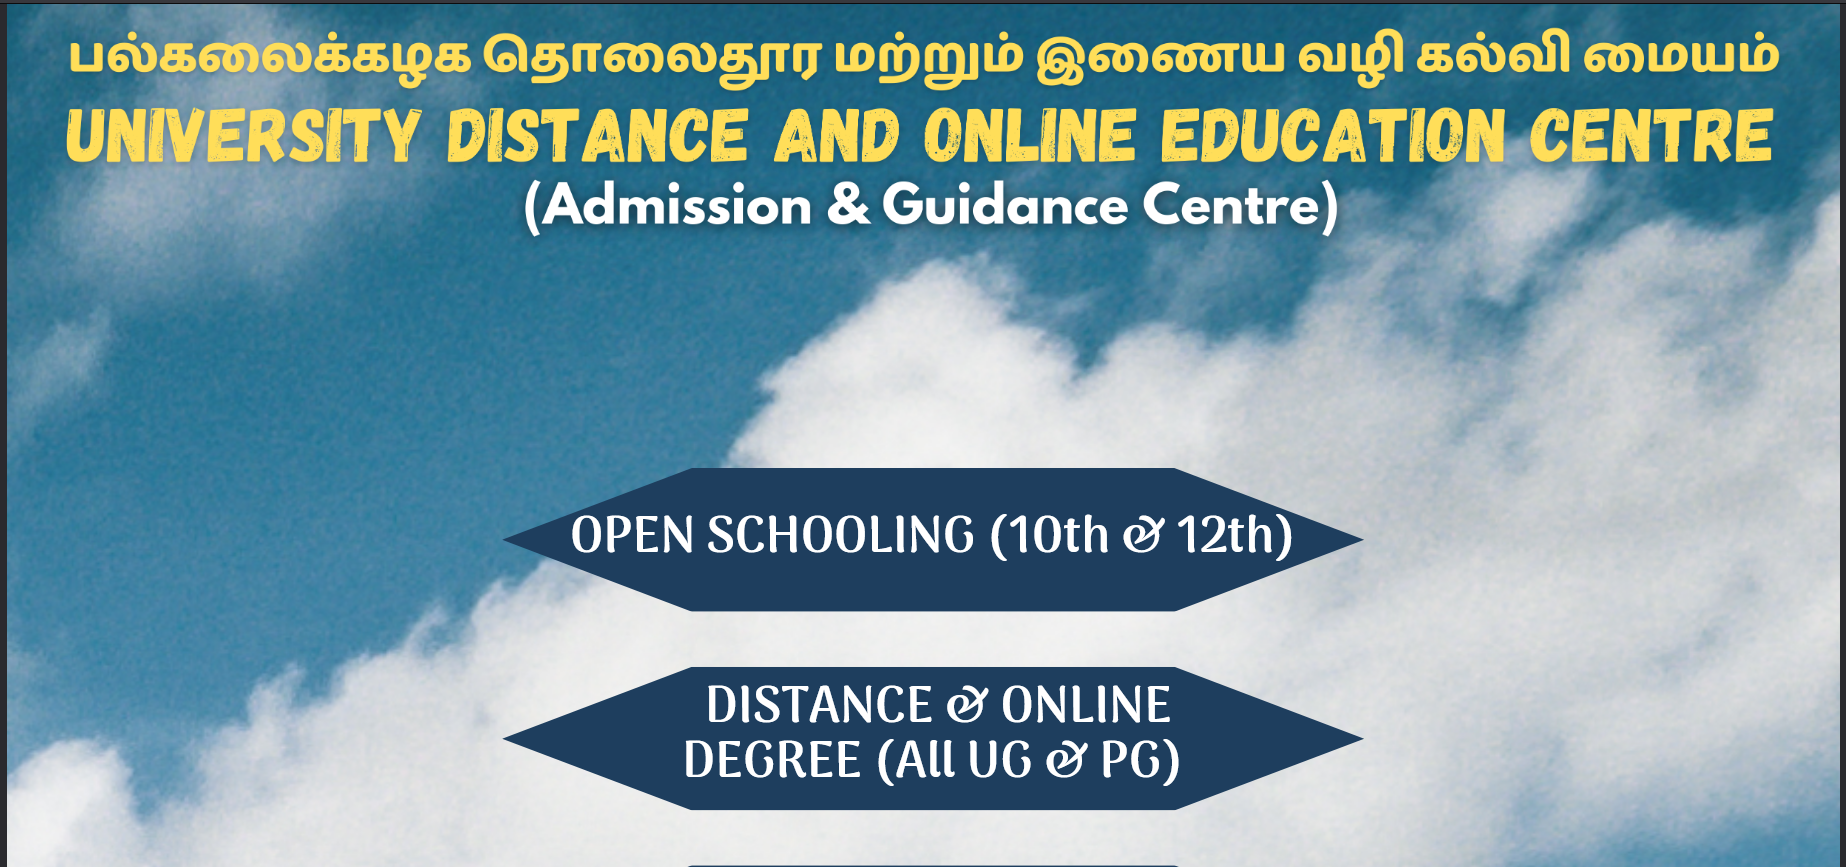 பல்கலைக்கழக தொலைதூர மற்றும் இணைய வழி கல்வி மையம்
UNIVERSITY DISTANCE AND ONLINE EDUCATION CENTRE
(Admission & Guidance Centre)
OPEN SCHOOLING (10th & 12th)
DISTANCE & ONLINE
DEGREE (All UG & PG)